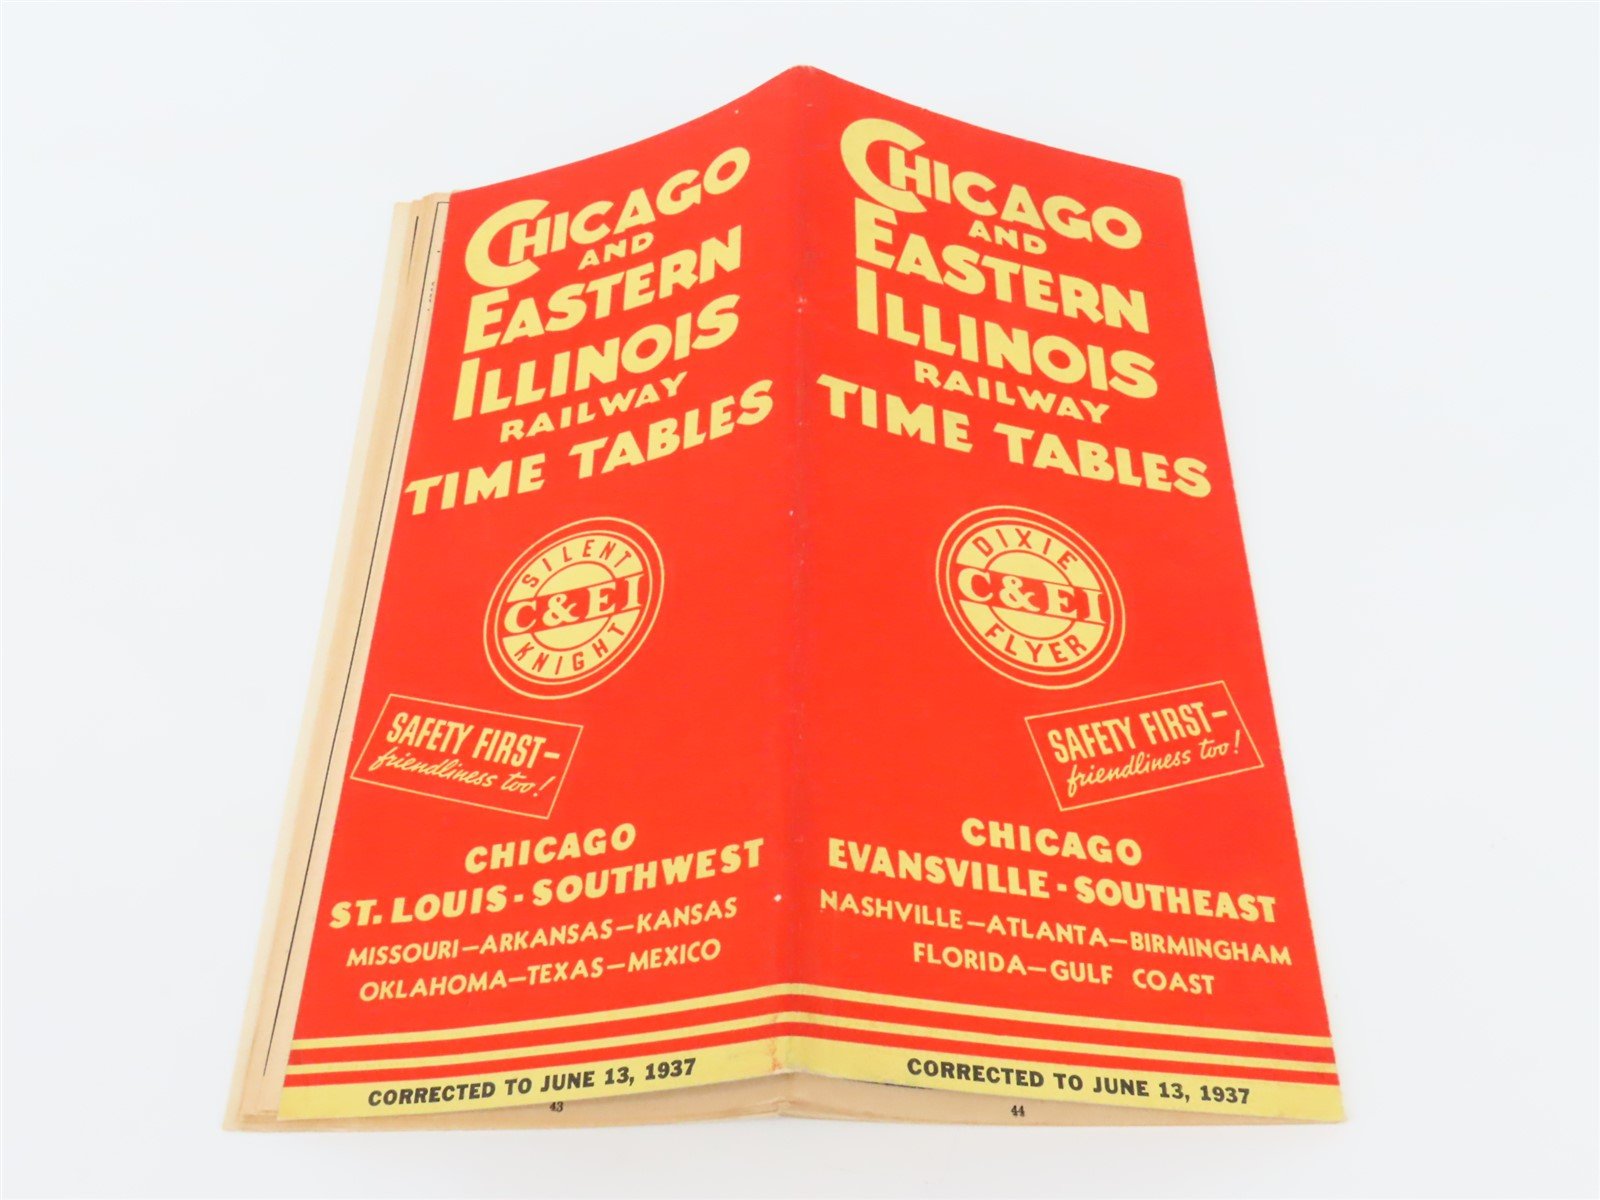 CHICAGO
AND
EASTERN
ILLINOIS
RAILWAY
TIME TABLES
SILENT
C&EI
KNIGHT
SAFETY FIRST—
friendliness too!
CHICAGO
ST. LOUIS - SOUTHWEST
MISSOURI—ARKANSAS—KANSAS
OKLAHOMA—TEXAS—MEXICO
CORRECTED TO JUNE 13, 1937
43
CHICAGO
AND
EASTERN
ILLINOIS
RAILWAY
TIME TABLES
DIXIE
C&EI
FLYER
SAFETY FIRST—
friendliness too!
CHICAGO
EVANSVILLE - SOUTHEAST
NASHVILLE—ATLANTA—BIRMINGHAM
FLORIDA—GULF COAST
CORRECTED TO JUNE 13, 1937
44